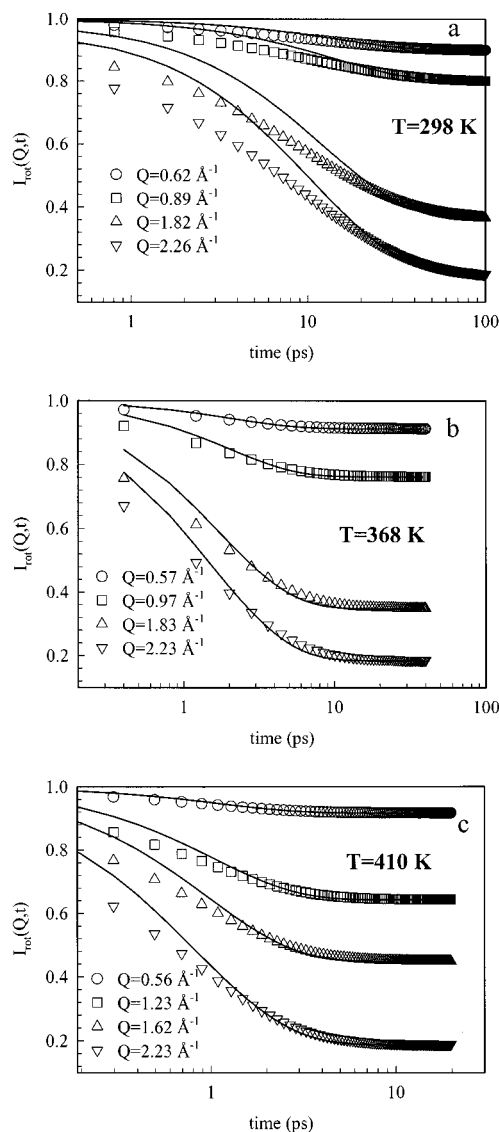 a
1.0
0.8
0.6
0.4
0.2
I_rot(Q,t)
T=298 K
○ Q=0.62 Å⁻¹
□ Q=0.89 Å⁻¹
△ Q=1.82 Å⁻¹
▽ Q=2.26 Å⁻¹
1 10 100
time (ps)
b
1.0
0.8
0.6
0.4
0.2
I_rot(Q,t)
T=368 K
○ Q=0.57 Å⁻¹
□ Q=0.97 Å⁻¹
△ Q=1.83 Å⁻¹
▽ Q=2.23 Å⁻¹
1 10 100
time (ps)
c
1.0
0.8
0.6
0.4
0.2
I_rot(Q,t)
T=410 K
○ Q=0.56 Å⁻¹
□ Q=1.23 Å⁻¹
△ Q=1.62 Å⁻¹
▽ Q=2.23 Å⁻¹
1 10
time (ps)